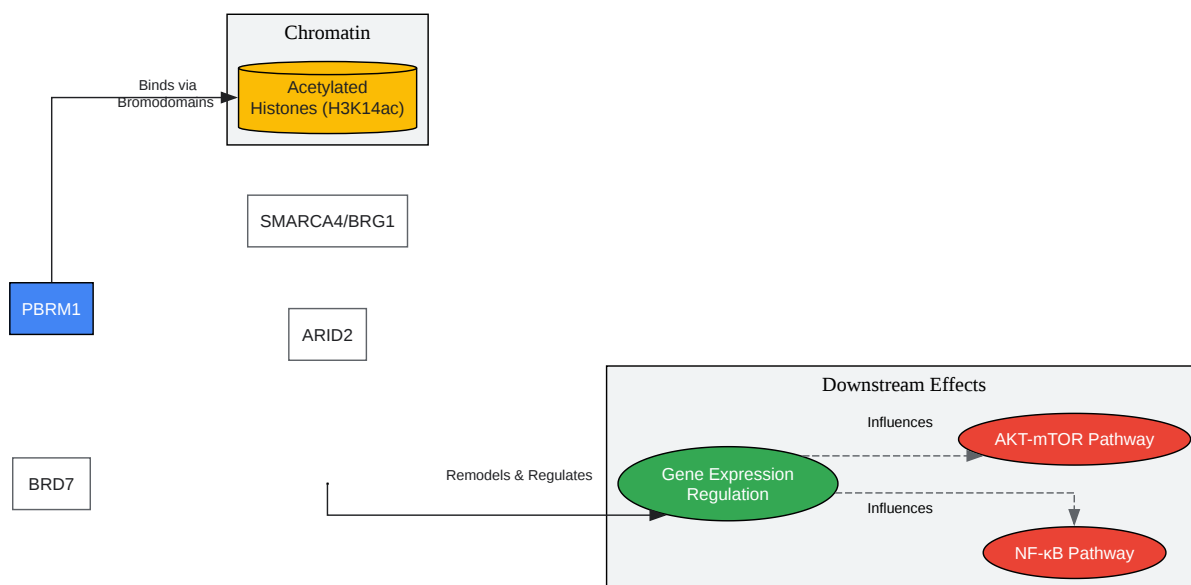 Chromatin
Acetylated
Histones (H3K14ac)
Binds via
Bromodomains
SMARCA4/BRG1
PBRM1
ARID2
Downstream Effects
Influences
AKT-mTOR Pathway
Remodels & Regulates
Gene Expression
Regulation
BRD7
Influences
NF-κB Pathway